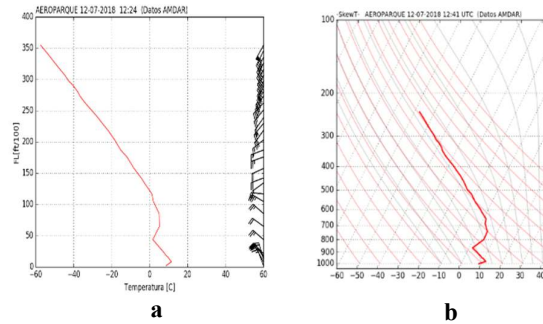 AEROPARQUE 12-07-2018 12:24 (Datos AMDAR)
400
350
300
250
200
150
100
50
0
FL[ft/100]
−60 −40 −20 0 20 40 60
Temperatura [C]
a
-SkewT- AEROPARQUE 12-07-2018 12:41 UTC (Datos AMDAR)
100
200
300
400
500
600
700
800
900
1000
−60 −50 −40 −30 −20 −10 0 10 20 30 40
b